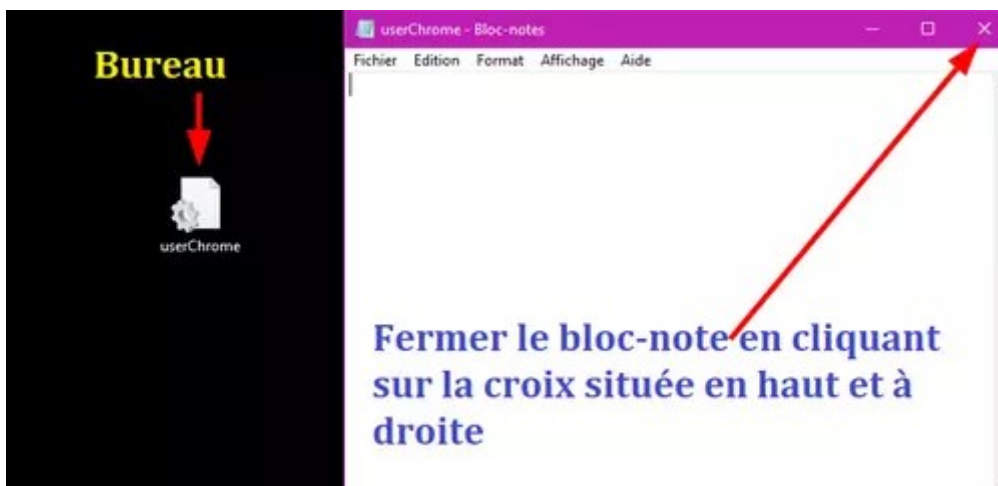 Bureau
userChrome
userChrome - Bloc-notes
Fichier Edition Format Affichage Aide
Fermer le bloc-note en cliquant
sur la croix située en haut et à
droite